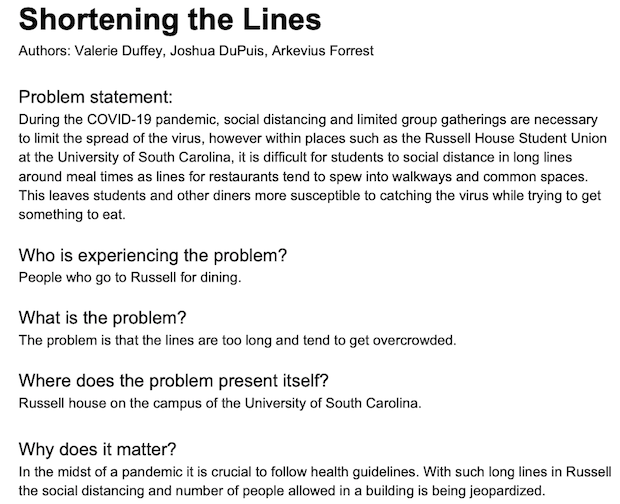 Shortening the Lines
Authors: Valerie Duffey, Joshua DuPuis, Arkevius Forrest
Problem statement:
During the COVID-19 pandemic, social distancing and limited group gatherings are necessary
to limit the spread of the virus, however within places such as the Russell House Student Union
at the University of South Carolina, it is difficult for students to social distance in long lines
around meal times as lines for restaurants tend to spew into walkways and common spaces.
This leaves students and other diners more susceptible to catching the virus while trying to get
something to eat.
Who is experiencing the problem?
People who go to Russell for dining.
What is the problem?
The problem is that the lines are too long and tend to get overcrowded.
Where does the problem present itself?
Russell house on the campus of the University of South Carolina.
Why does it matter?
In the midst of a pandemic it is crucial to follow health guidelines. With such long lines in Russell
the social distancing and number of people allowed in a building is being jeopardized.